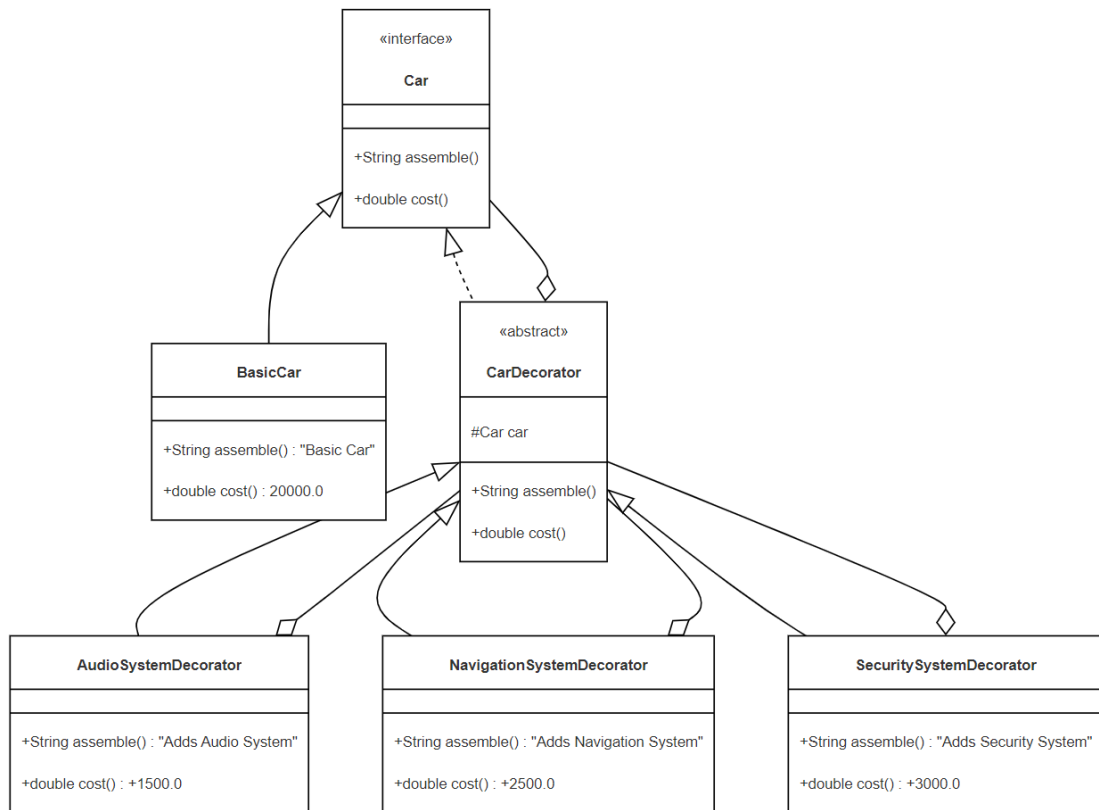 «interface»
Car
+String assemble()
+double cost()
«abstract»
CarDecorator
#Car car
+String assemble()
+double cost()
BasicCar
+String assemble() : "Basic Car"
+double cost() : 20000.0
AudioSystemDecorator
+String assemble() : "Adds Audio System"
+double cost() : +1500.0
NavigationSystemDecorator
+String assemble() : "Adds Navigation System"
+double cost() : +2500.0
SecuritySystemDecorator
+String assemble() : "Adds Security System"
+double cost() : +3000.0